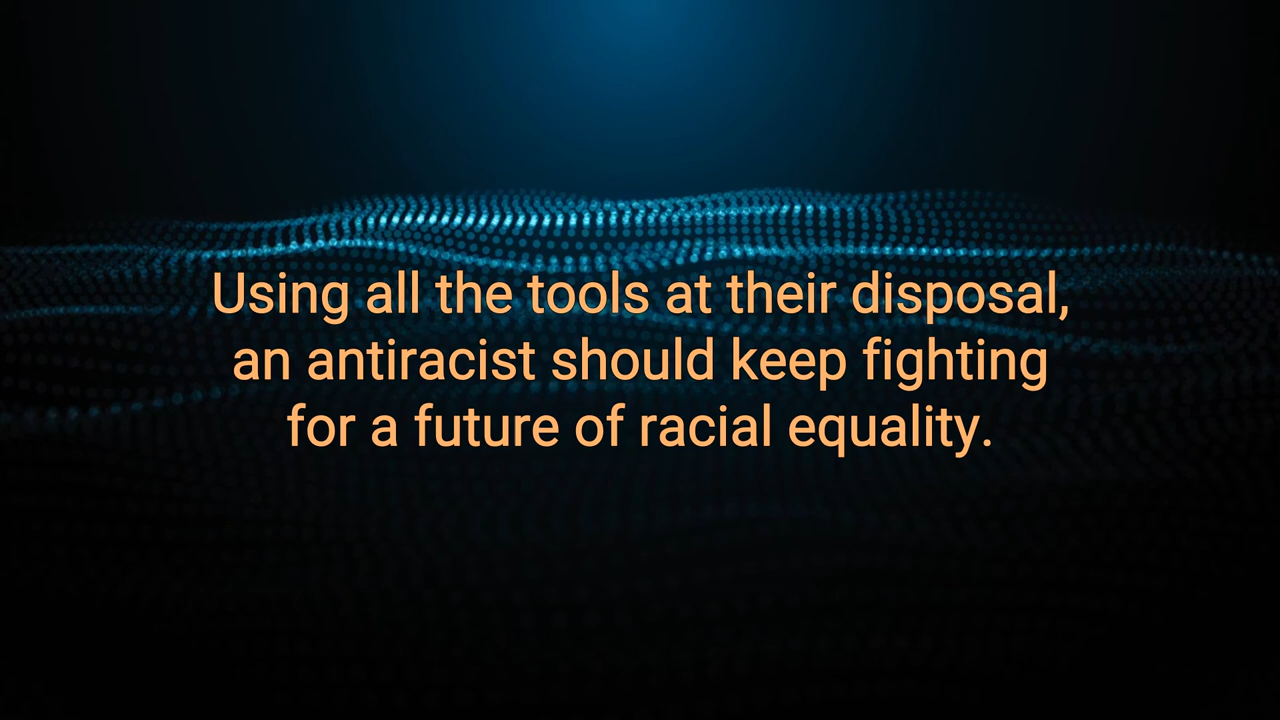 Using all the tools at their disposal,
an antiracist should keep fighting
for a future of racial equality.